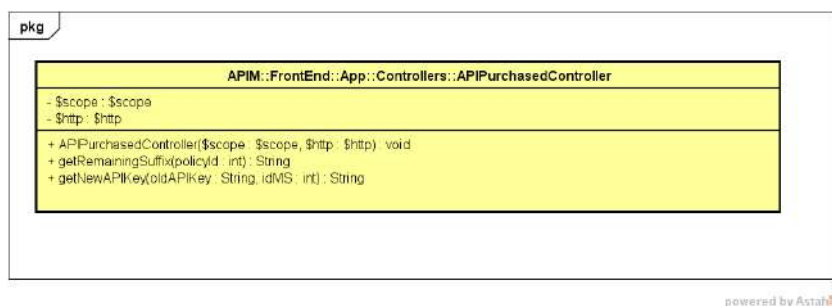 pkg
APIM::FrontEnd::App::Controllers::APIPurchasedController
- $scope : $scope
- $http : $http
+ APIPurchasedController($scope : $scope, $http : $http) : void
+ getRemainingSuffix(policyId : int) : String
+ getNewAPIKey(oldAPIKey : String, idMS : int) : String
powered by Astah